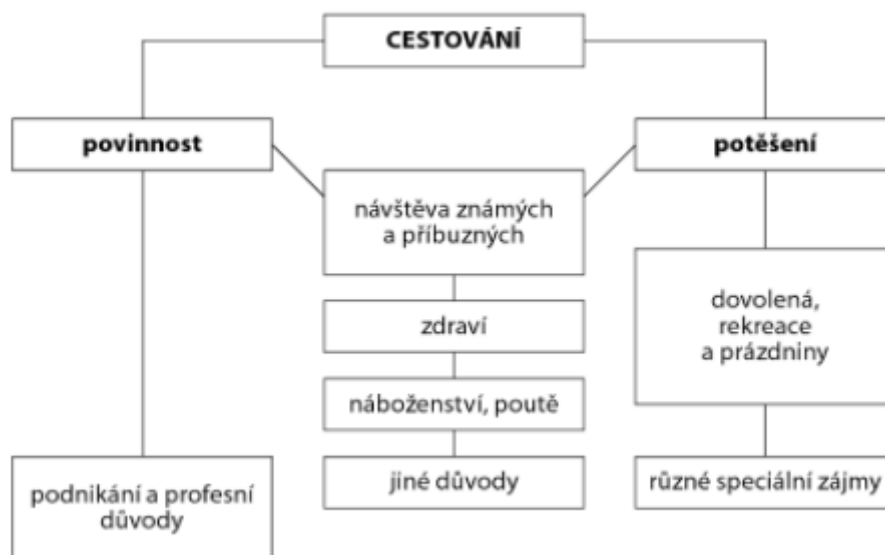 CESTOVÁNÍ
povinnost
potěšení
návštěva známých
a příbuzných
dovolená,
rekreace
a prázdniny
zdraví
náboženství, poutě
podnikání a profesní
důvody
jiné důvody
různé speciální zájmy